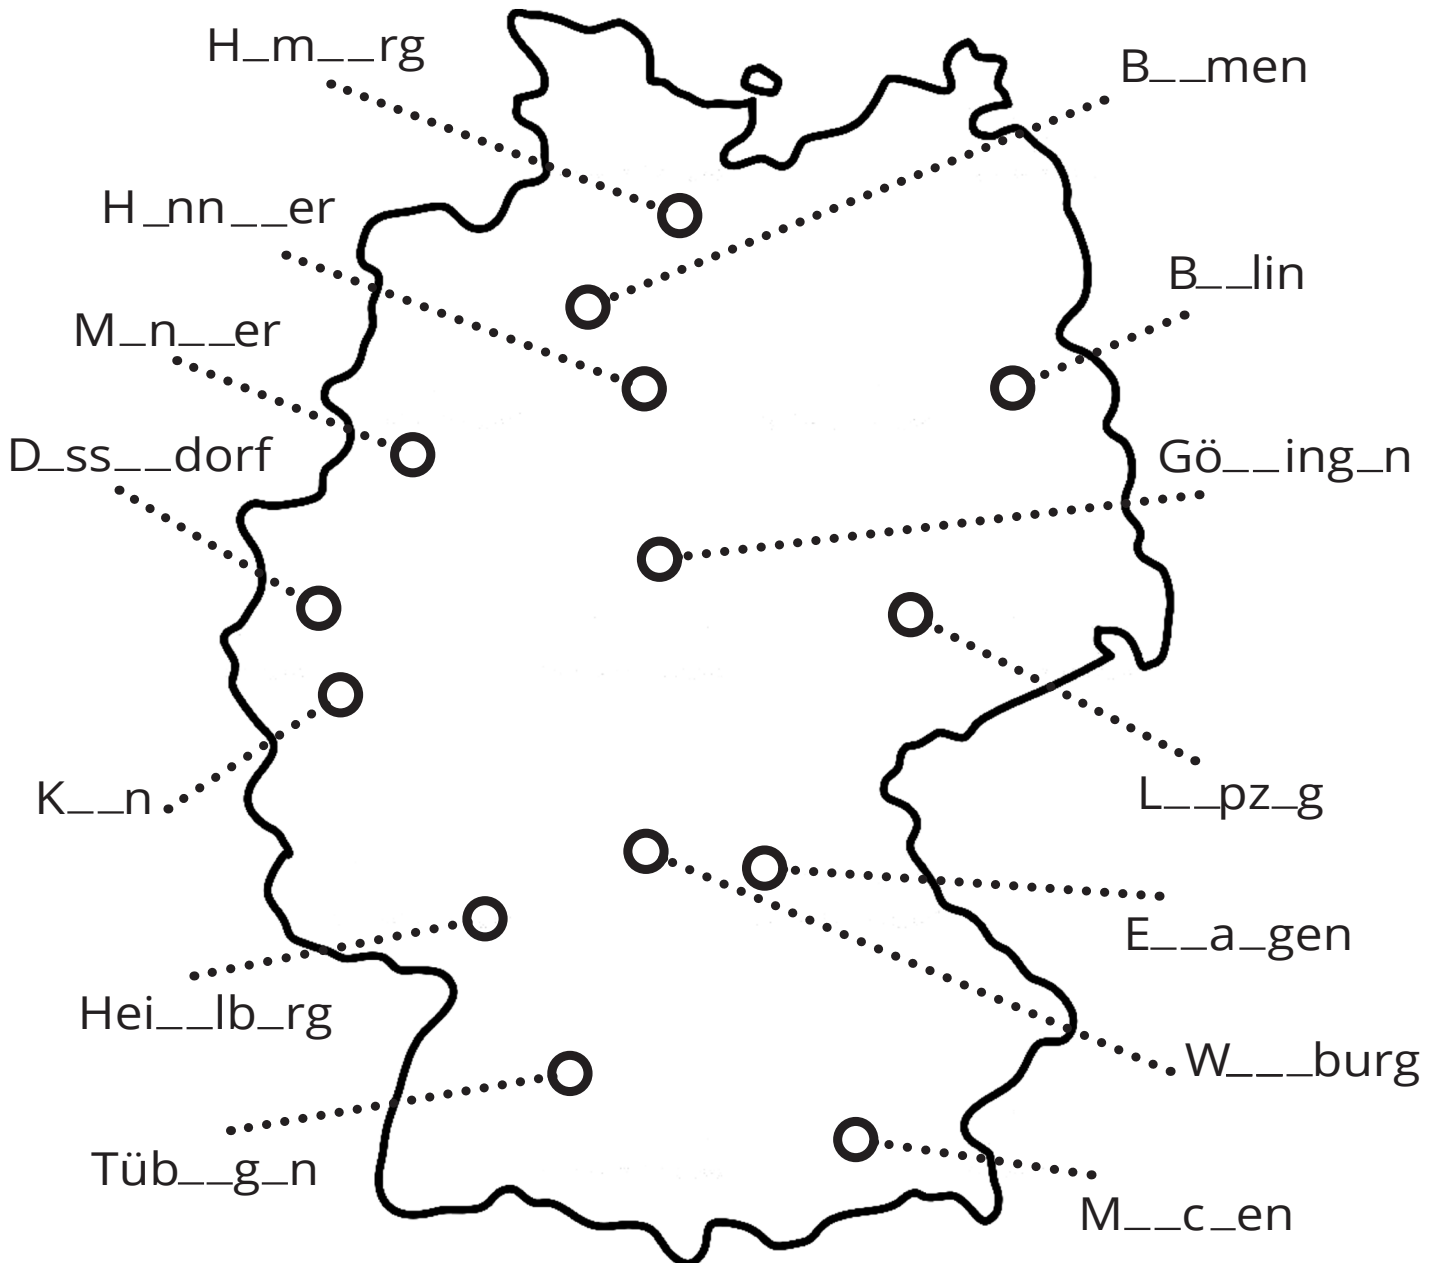 H_m__rg
B__men
H_nn__er
B__lin
M_n__er
D_ss__dorf
Gö__ing_n
K__n
L__pz_g
E__a_gen
Hei__lb_rg
W___burg
Tüb__g_n
M__c_en